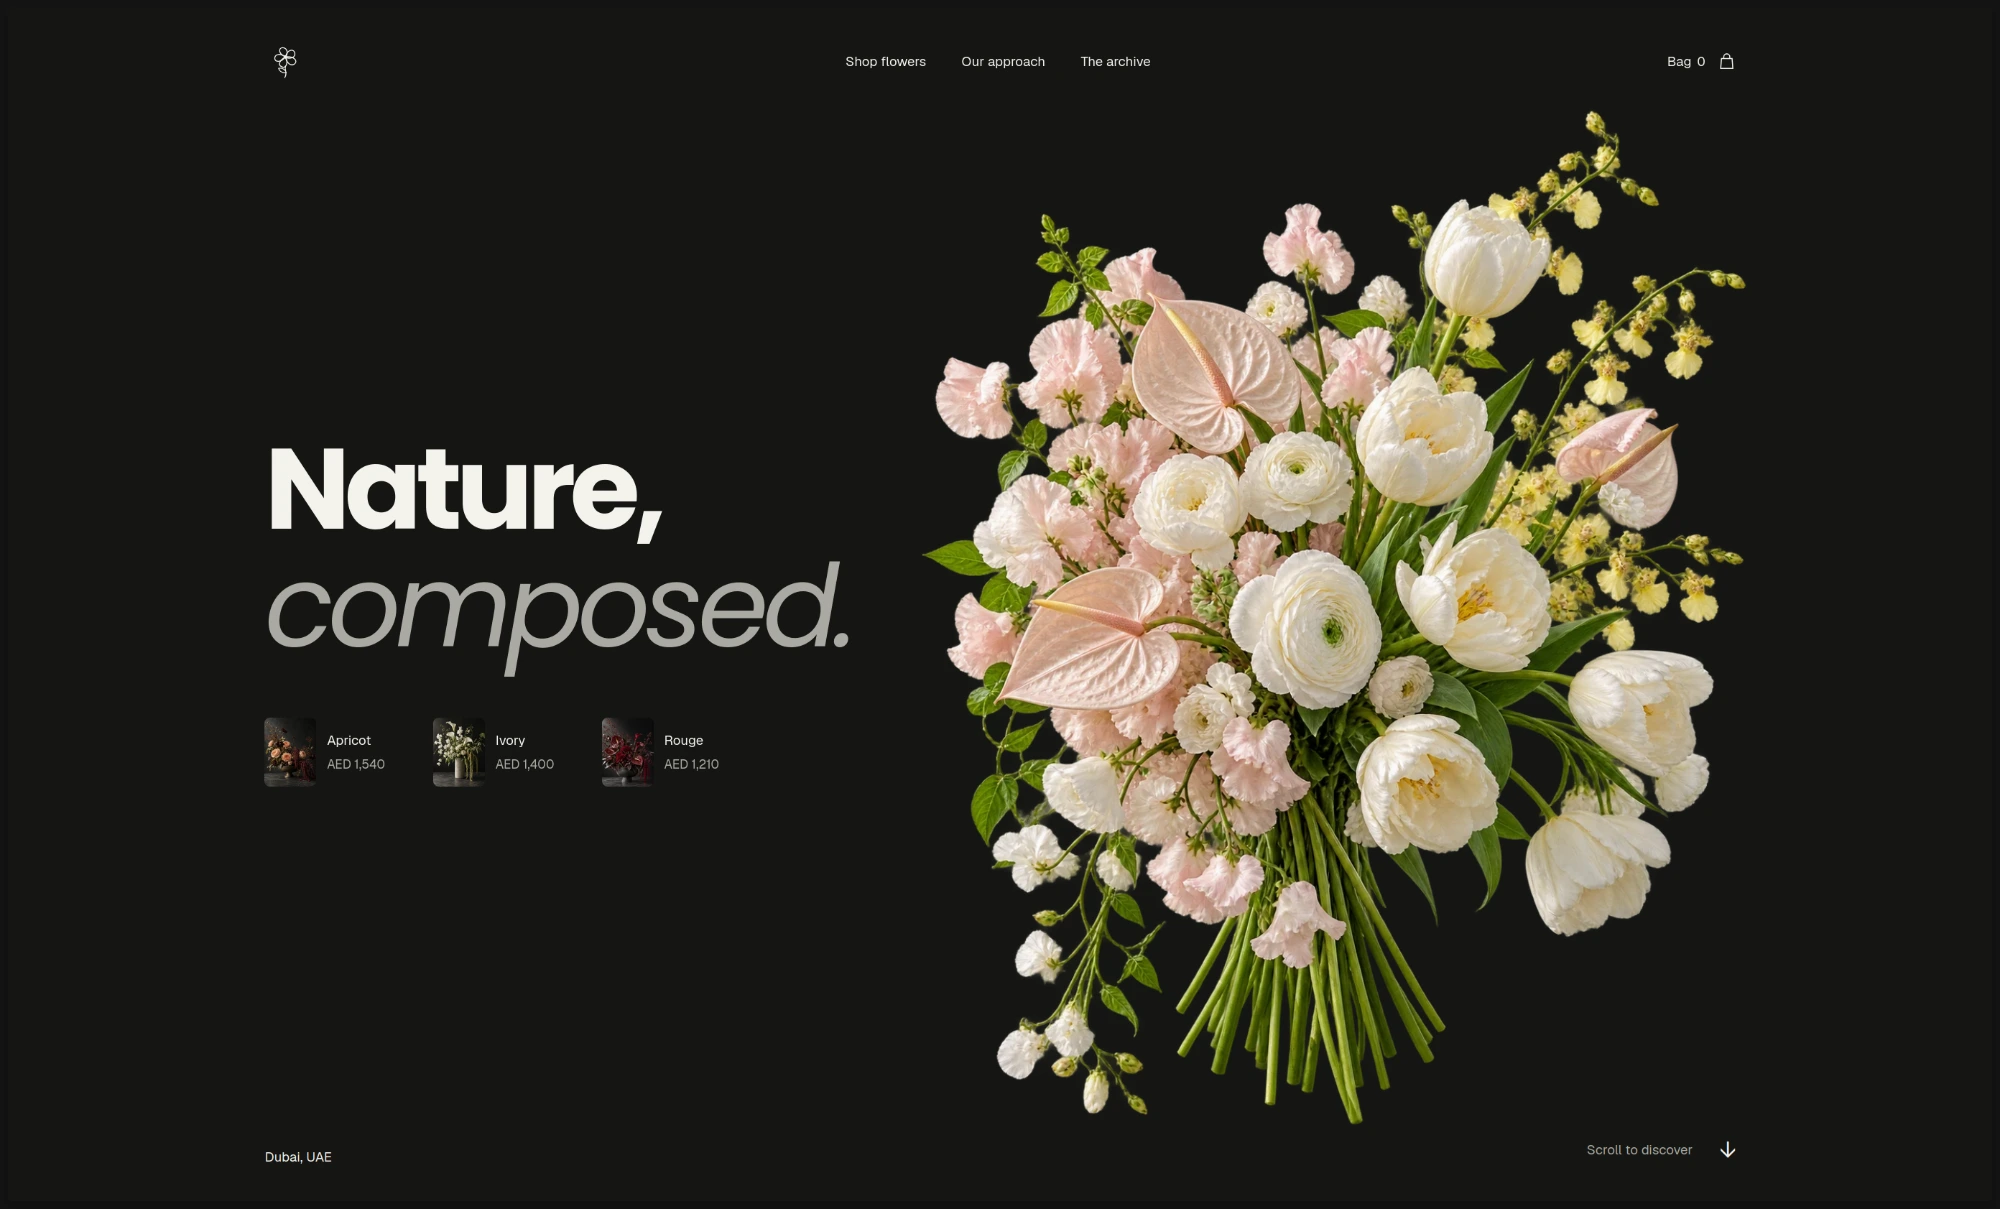 Shop flowers
Our approach
The archive
Bag 0
Nature,
composed.
Apricot
AED 1,540
Ivory
AED 1,400
Rouge
AED 1,210
Dubai, UAE
Scroll to discover